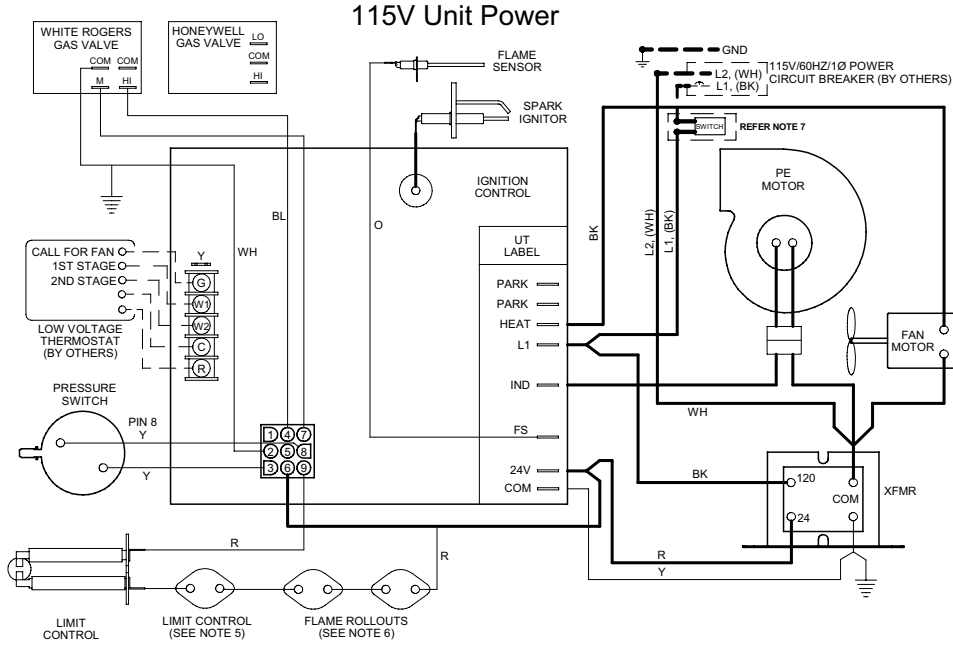 115V Unit Power
WHITE ROGERS
GAS VALVE
COM COM
M HI
HONEYWELL
GAS VALVE
LO
COM
HI
FLAME
SENSOR
SPARK
IGNITOR
GND
L2, (WH)
L1, (BK)
115V/60HZ/1Ø POWER
CIRCUIT BREAKER (BY OTHERS)
SWITCH
REFER NOTE 7
IGNITION
CONTROL
PE
MOTOR
BL
WH
O
BK
L2, (WH)
L1, (BK)
UT
LABEL
PARK
PARK
HEAT
L1
IND
FS
24V
COM
CALL FOR FAN
1ST STAGE
2ND STAGE
LOW VOLTAGE
THERMOSTAT
(BY OTHERS)
Y
G
W1
W2
C
R
FAN
MOTOR
PRESSURE
SWITCH
PIN 8
Y
Y
1 4 7
2 5 8
3 6 9
WH
BK
120
COM
24
XFMR
R
Y
R
R
LIMIT
CONTROL
LIMIT CONTROL
(SEE NOTE 5)
FLAME ROLLOUTS
(SEE NOTE 6)